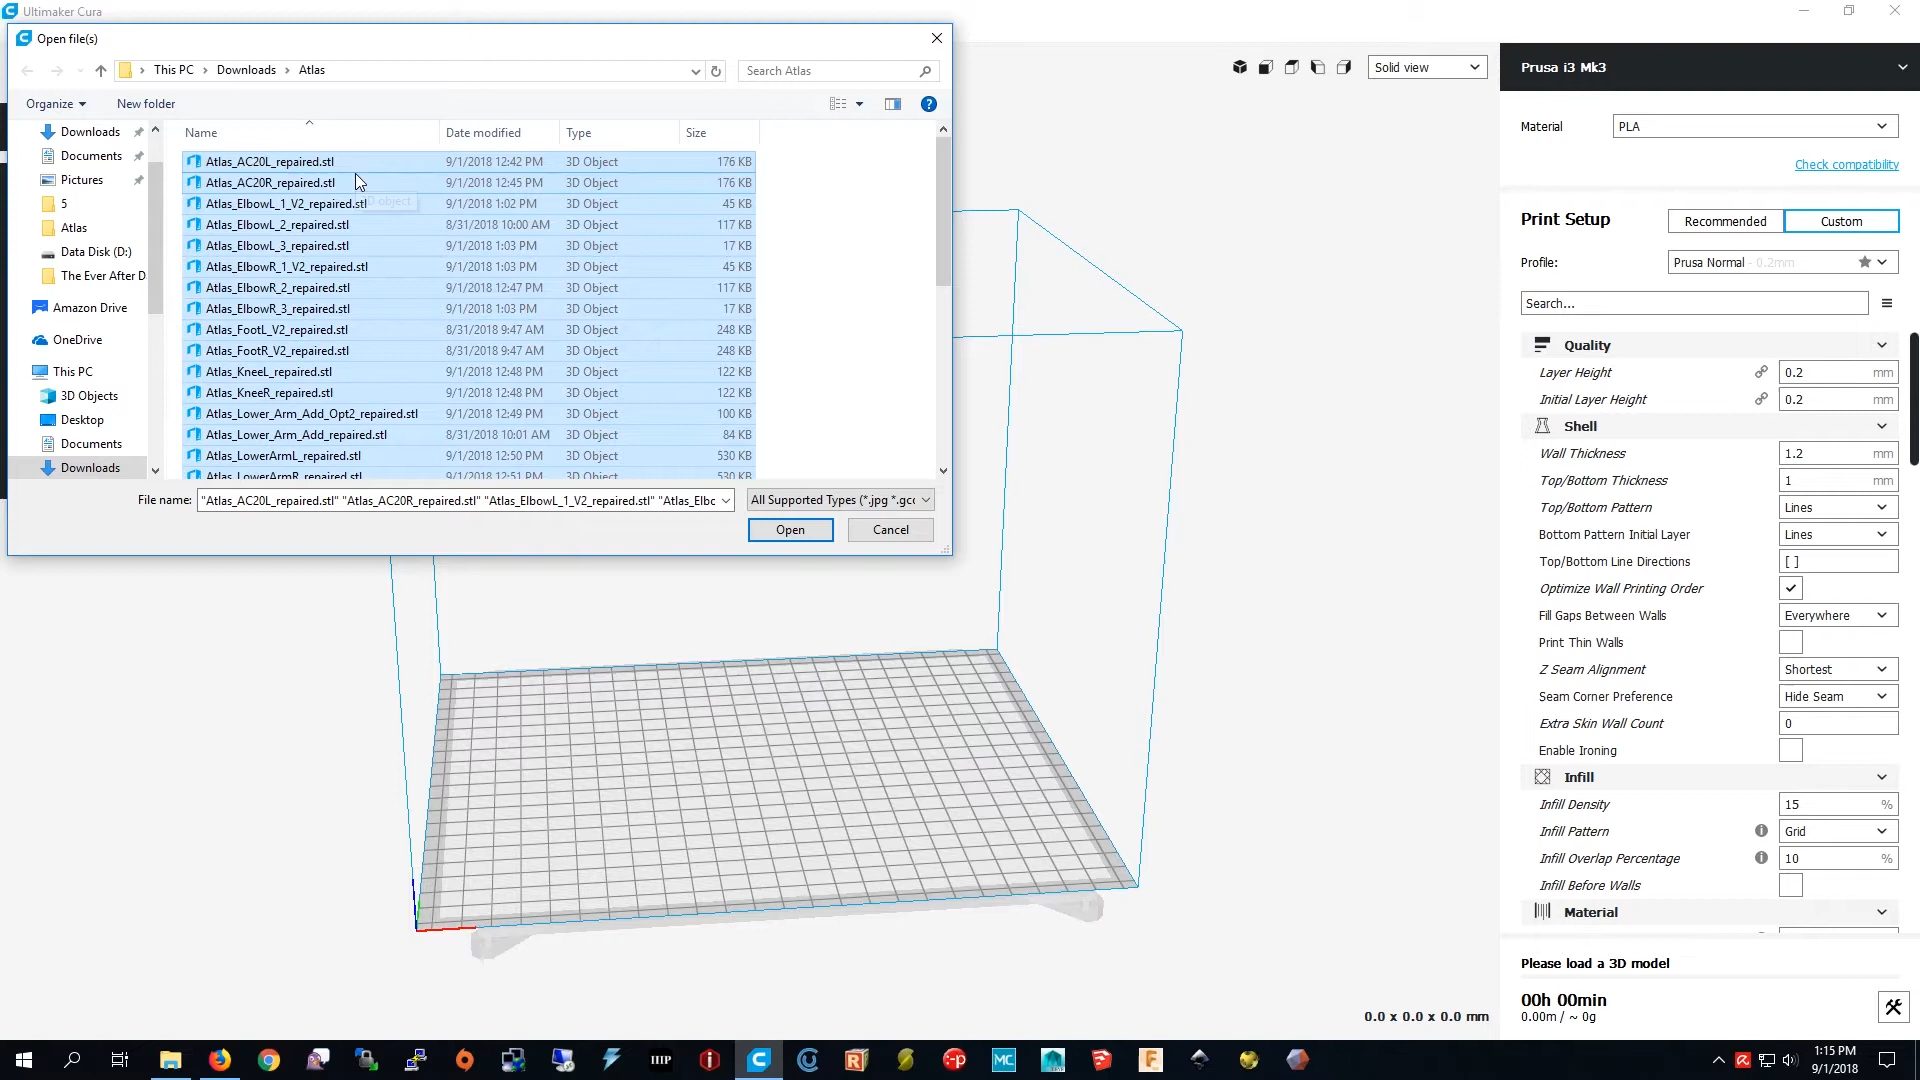 Ultimaker Cura
Open file(s)
This PC > Downloads > Atlas
Search Atlas
Organize
New folder
Name
Date modified
Type
Size
Downloads
Documents
Pictures
5
Atlas
Data Disk (D:)
The Ever After D
Amazon Drive
OneDrive
This PC
3D Objects
Desktop
Documents
Downloads
Atlas_AC20L_repaired.stl 9/1/2018 12:42 PM 3D Object 176 KB
Atlas_AC20R_repaired.stl 9/1/2018 12:45 PM 3D Object 176 KB
Atlas_ElbowL_1_V2_repaired.stl 9/1/2018 1:02 PM 3D Object 45 KB
Atlas_ElbowL_2_repaired.stl 8/31/2018 10:00 AM 3D Object 117 KB
Atlas_ElbowL_3_repaired.stl 9/1/2018 1:03 PM 3D Object 17 KB
Atlas_ElbowR_1_V2_repaired.stl 9/1/2018 1:03 PM 3D Object 45 KB
Atlas_ElbowR_2_repaired.stl 9/1/2018 12:47 PM 3D Object 117 KB
Atlas_ElbowR_3_repaired.stl 9/1/2018 1:03 PM 3D Object 17 KB
Atlas_FootL_V2_repaired.stl 8/31/2018 9:47 AM 3D Object 248 KB
Atlas_FootR_V2_repaired.stl 8/31/2018 9:47 AM 3D Object 248 KB
Atlas_KneeL_repaired.stl 9/1/2018 12:48 PM 3D Object 122 KB
Atlas_KneeR_repaired.stl 9/1/2018 12:48 PM 3D Object 122 KB
Atlas_Lower_Arm_Add_Opt2_repaired.stl 9/1/2018 12:49 PM 3D Object 100 KB
Atlas_Lower_Arm_Add_repaired.stl 8/31/2018 10:01 AM 3D Object 84 KB
Atlas_LowerArmL_repaired.stl 9/1/2018 12:50 PM 3D Object 530 KB
Atlas_LowerArmR_repaired.stl 9/1/2018 12:51 PM 3D Object 530 KB
File name: "Atlas_AC20L_repaired.stl" "Atlas_AC20R_repaired.stl" "Atlas_ElbowL_1_V2_repaired.stl" "Atlas_Elbo
All Supported Types (*.jpg *.gco
Open
Cancel
Solid view
Prusa i3 Mk3
Material PLA
Check compatibility
Print Setup Recommended Custom
Profile: Prusa Normal - 0.2mm
Search...
Quality
Layer Height 0.2 mm
Initial Layer Height 0.2 mm
Shell
Wall Thickness 1.2 mm
Top/Bottom Thickness 1 mm
Top/Bottom Pattern Lines
Bottom Pattern Initial Layer Lines
Top/Bottom Line Directions [ ]
Optimize Wall Printing Order
Fill Gaps Between Walls Everywhere
Print Thin Walls
Z Seam Alignment Shortest
Seam Corner Preference Hide Seam
Extra Skin Wall Count 0
Enable Ironing
Infill
Infill Density 15 %
Infill Pattern Grid
Infill Overlap Percentage 10 %
Infill Before Walls
Material
Please load a 3D model
00h 00min
0.00m / ~ 0g
0.0 x 0.0 x 0.0 mm
1:15 PM
9/1/2018